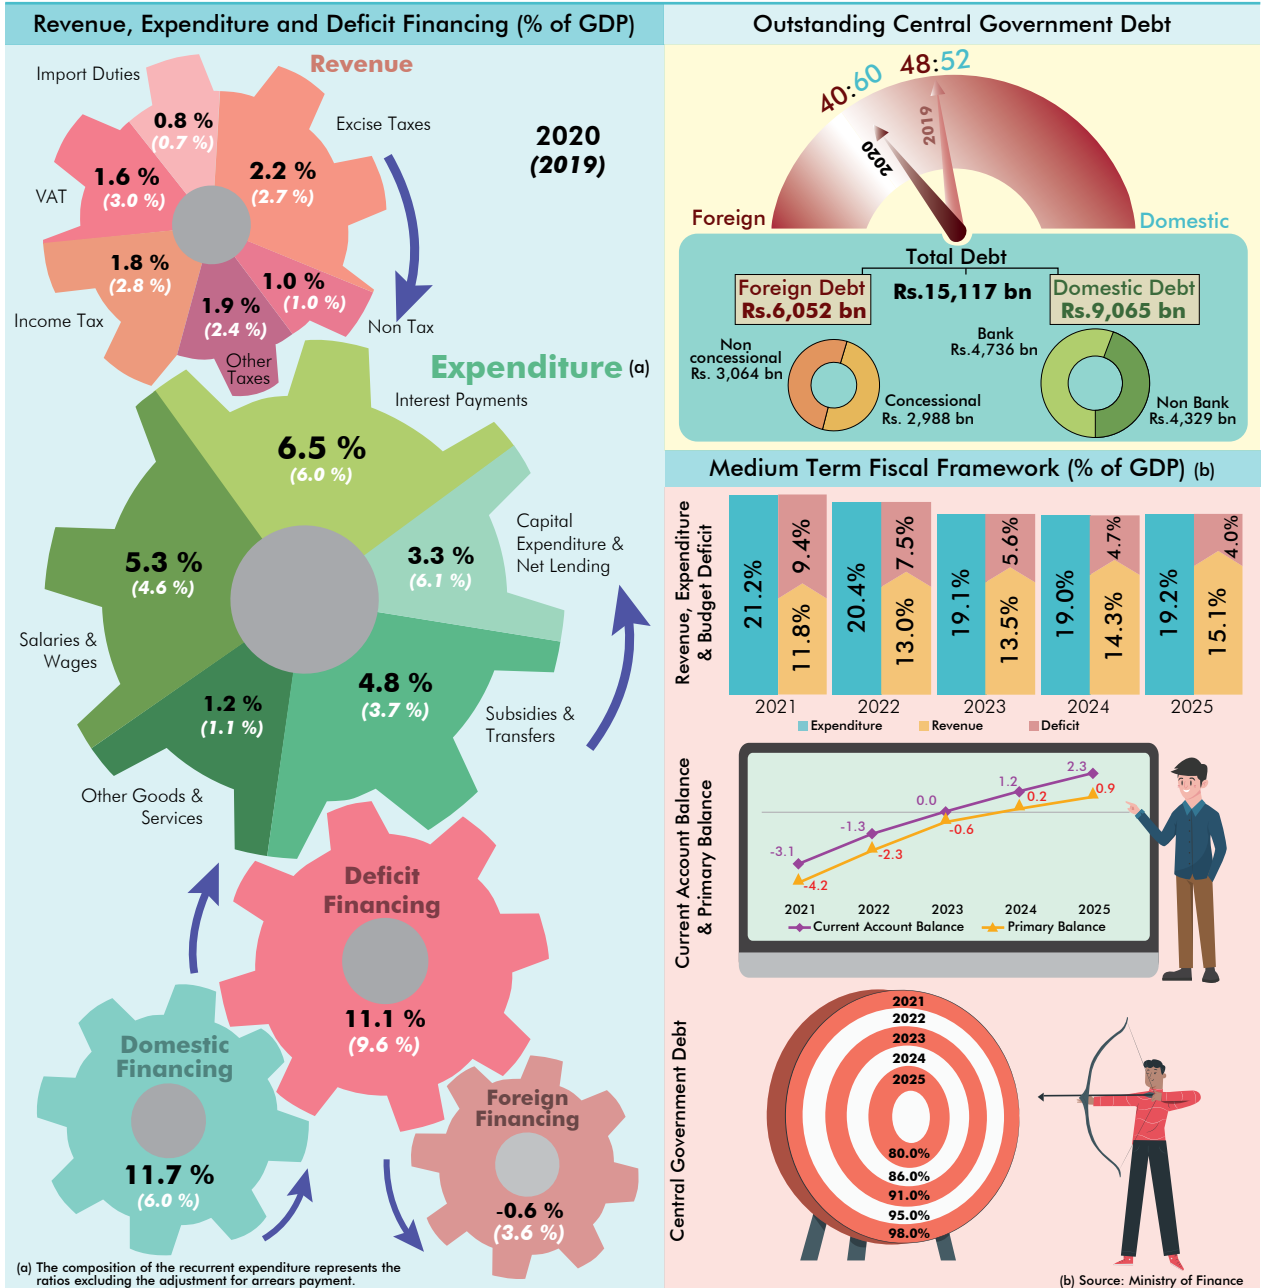 Revenue, Expenditure and Deficit Financing (% of GDP)
Revenue
2020
(2019)
Import Duties
0.8 %
(0.7 %)
Excise Taxes
2.2 %
(2.7 %)
VAT
1.6 %
(3.0 %)
Income Tax
1.8 %
(2.8 %)
Other
Taxes
1.9 %
(2.4 %)
Non Tax
1.0 %
(1.0 %)
Expenditure (a)
Interest Payments
6.5 %
(6.0 %)
Capital
Expenditure &
Net Lending
3.3 %
(6.1 %)
5.3 %
(4.6 %)
Salaries &
Wages
4.8 %
(3.7 %)
Subsidies &
Transfers
1.2 %
(1.1 %)
Other Goods &
Services
Deficit
Financing
11.1 %
(9.6 %)
Domestic
Financing
11.7 %
(6.0 %)
Foreign
Financing
-0.6 %
(3.6 %)
(a) The composition of the recurrent expenditure represents the
ratios excluding the adjustment for arrears payment.
Outstanding Central Government Debt
40:60
48:52
2020
2019
Foreign
Domestic
Total Debt
Rs.15,117 bn
Foreign Debt
Rs.6,052 bn
Domestic Debt
Rs.9,065 bn
Non
concessional
Rs. 3,064 bn
Concessional
Rs. 2,988 bn
Bank
Rs.4,736 bn
Non Bank
Rs.4,329 bn
Medium Term Fiscal Framework (% of GDP) (b)
Revenue, Expenditure
& Budget Deficit
21.2%
9.4%
11.8%
20.4%
7.5%
13.0%
19.1%
5.6%
13.5%
19.0%
4.7%
14.3%
19.2%
4.0%
15.1%
2021
2022
2023
2024
2025
Expenditure
Revenue
Deficit
Current Account Balance
& Primary Balance
-3.1
-1.3
0.0
1.2
2.3
-4.2
-2.3
-0.6
0.2
0.9
2021
2022
2023
2024
2025
Current Account Balance
Primary Balance
Central Government Debt
2021
2022
2023
2024
2025
80.0%
86.0%
91.0%
95.0%
98.0%
(b) Source: Ministry of Finance